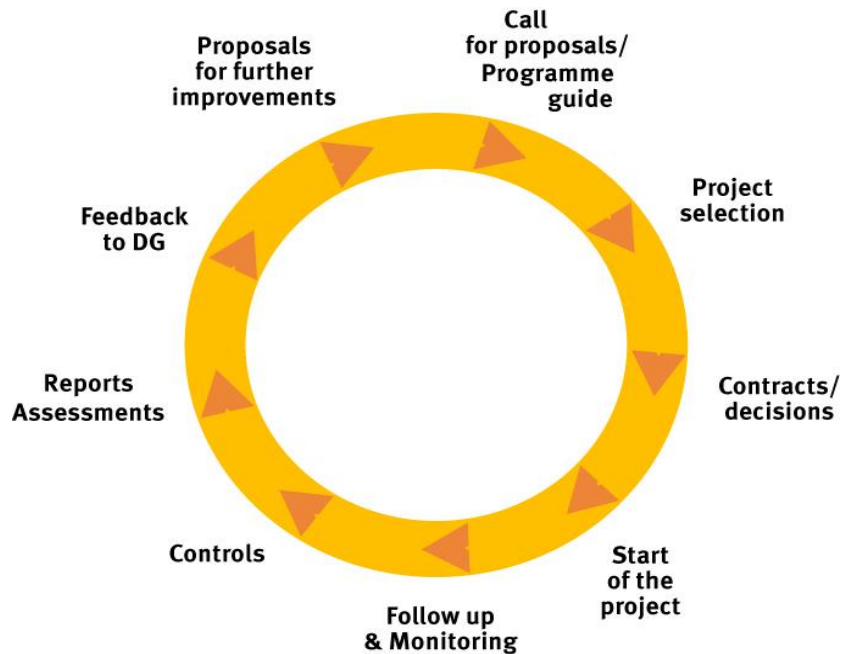 Call
for proposals/
Programme
guide
Project
selection
Contracts/
decisions
Start
of the
project
Follow up
& Monitoring
Controls
Reports
Assessments
Feedback
to DG
Proposals
for further
improvements